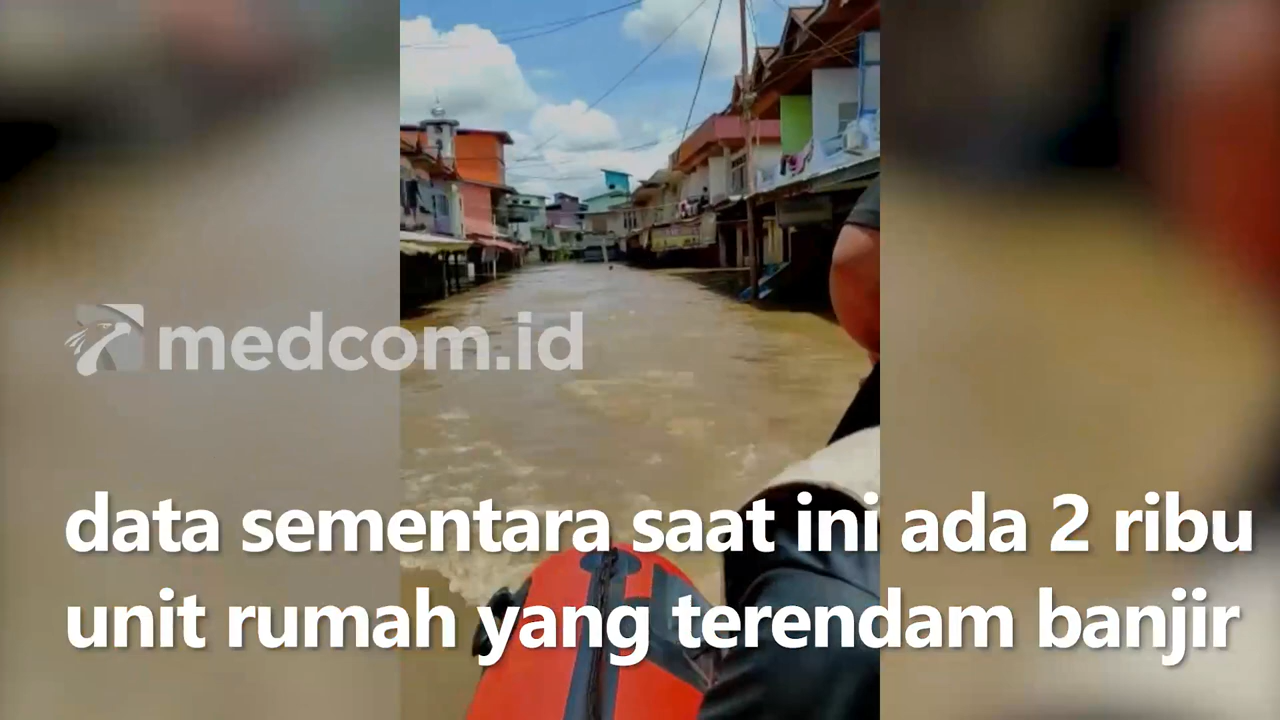 medcom.id
data sementara saat ini ada 2 ribu
unit rumah yang terendam banjir